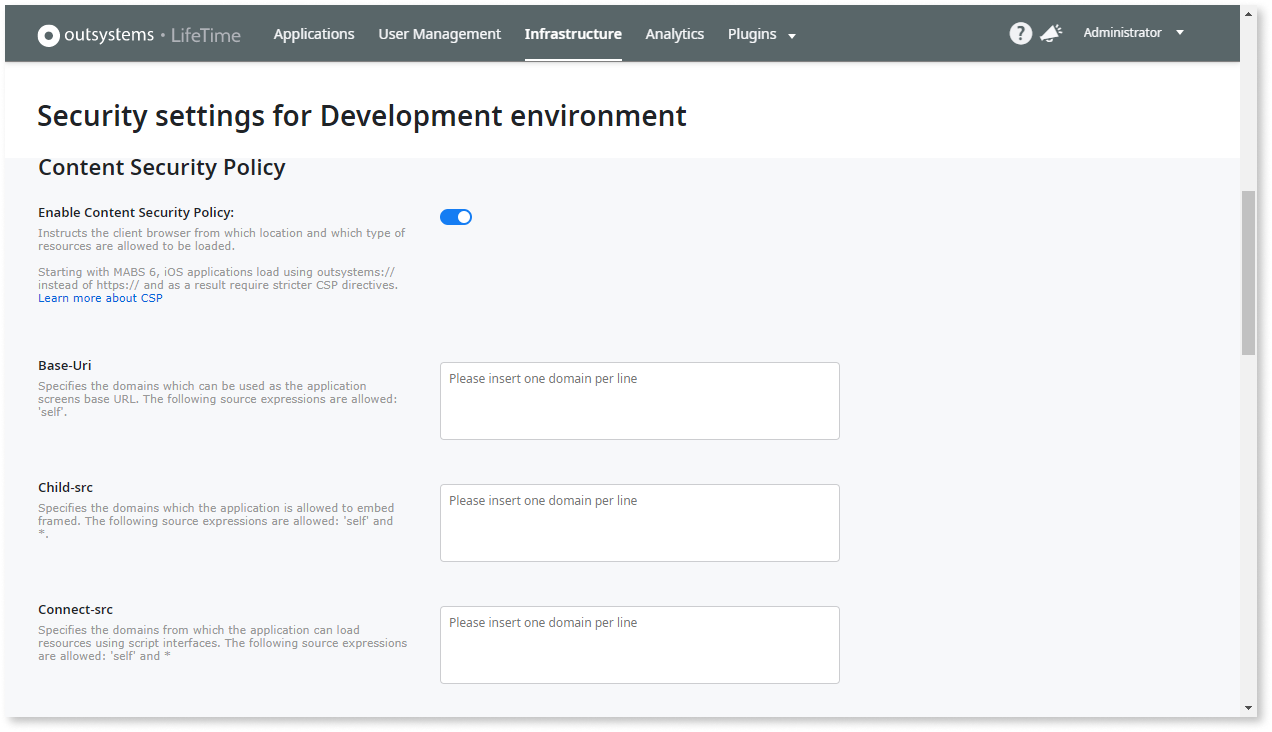 outsystems · LifeTime Applications User Management Infrastructure Analytics Plugins ? Administrator
Security settings for Development environment
Content Security Policy
Enable Content Security Policy:
Instructs the client browser from which location and which type of
resources are allowed to be loaded.
Starting with MABS 6, iOS applications load using outsystems://
instead of https:// and as a result require stricter CSP directives.
Learn more about CSP
Base-Uri
Specifies the domains which can be used as the application
screens base URL. The following source expressions are allowed:
'self'.
Please insert one domain per line
Child-src
Specifies the domains which the application is allowed to embed
framed. The following source expressions are allowed: 'self' and
*.
Please insert one domain per line
Connect-src
Specifies the domains from which the application can load
resources using script interfaces. The following source expressions
are allowed: 'self' and *
Please insert one domain per line